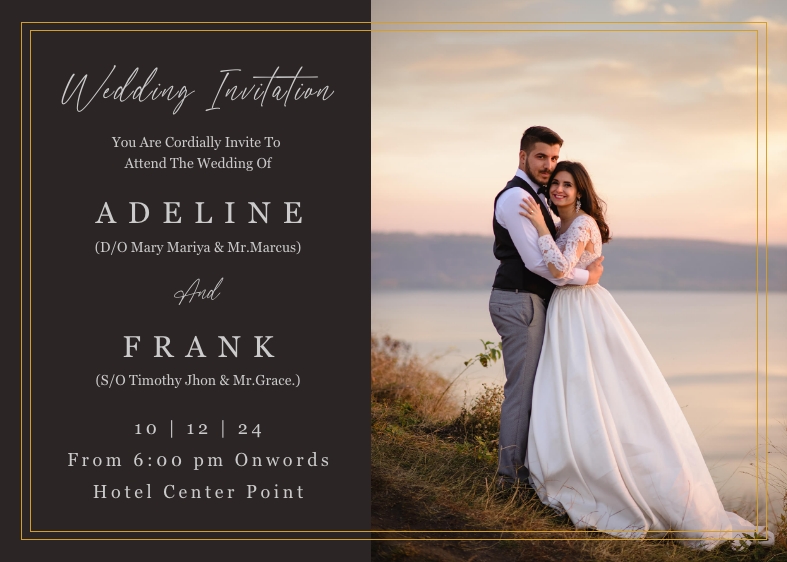 Wedding Invitation
You Are Cordially Invite To
Attend The Wedding Of
ADELINE
(D/O Mary Mariya & Mr.Marcus)
And
FRANK
(S/O Timothy Jhon & Mr.Grace.)
10 | 12 | 24
From 6:00 pm Onwords
Hotel Center Point